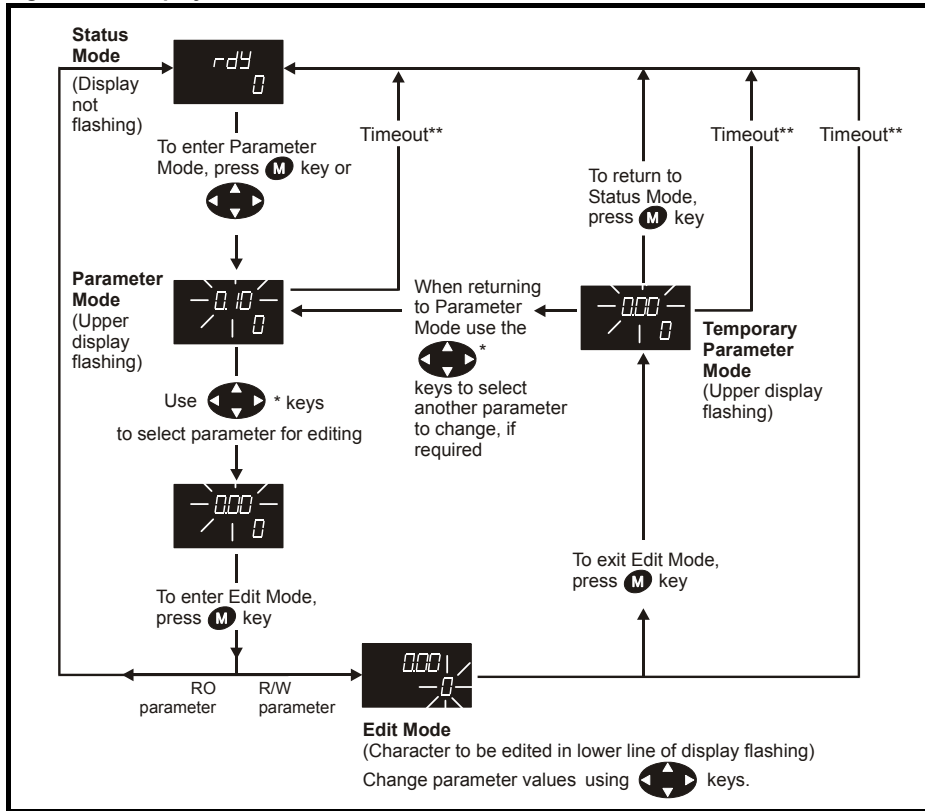 Status
Mode
(Display
not
flashing)
rdy
0
To enter Parameter
Mode, press M key or
Timeout**
Parameter
Mode
(Upper
display
flashing)
0.10
0
Use * keys
to select parameter for editing
0.00
0
To enter Edit Mode,
press M key
RO
parameter
R/W
parameter
When returning
to Parameter
Mode use the
*
keys to select
another parameter
to change, if
required
To return to
Status Mode,
press M key
Timeout**
Timeout**
0.00
0
Temporary
Parameter
Mode
(Upper display
flashing)
To exit Edit Mode,
press M key
0.00
0
Edit Mode
(Character to be edited in lower line of display flashing)
Change parameter values using keys.